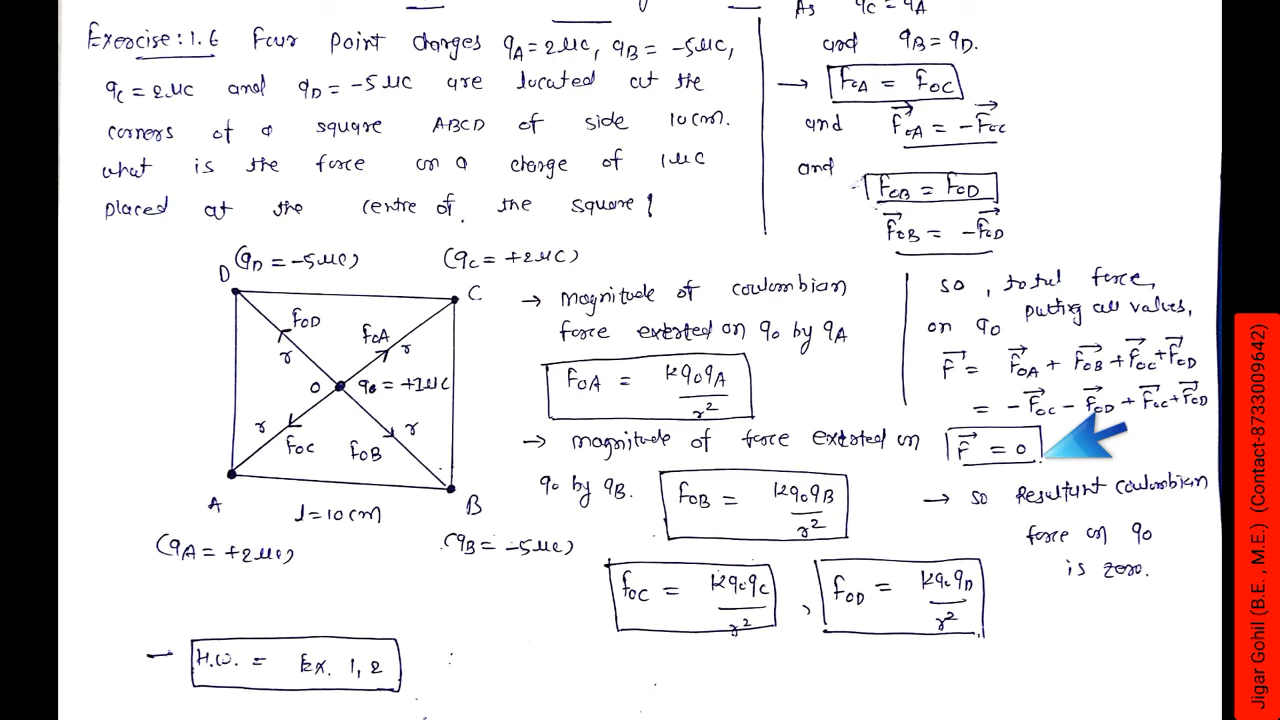 Exercise: 1.6 Four point charges qA = 2μC, qB = -5μC,
qC = 2μC and qD = -5μC are located at the
corners of a square ABCD of side 10cm.
what is the force on a charge of 1μC
placed at the centre of the square!
As qC = qA
and qB = qD.
→ FOA = FOC
and F⃗OA = -F⃗OC
and
FOB = FOD
F⃗OB = -F⃗OD
D (qD = -5μC)
(qC = +2μC)
C
FOD
FOA
r
r
O
q0 = +1μC
r
r
FOC
FOB
A
B
l = 10cm
(qA = +2μC)
(qB = -5μC)
→ Magnitude of coulombian
force exerted on q0 by qA
FOA = kq0qA / r²
→ magnitude of force exerted on
q0 by qB. FOB = kq0qB / r²
FOC = kq0qC / r² , FOD = kq0qD / r²
so, total force,
on q0 puting all values,
F⃗ = F⃗OA + F⃗OB + F⃗OC + F⃗OD
= -F⃗OC - F⃗OD + F⃗OC + F⃗OD
F⃗ = 0
→ so Resultant coulombian
force on q0
is zero.
– H.W. = Ex. 1, 2
Jigar Gohil (B.E. , M.E.) (Contact-8733009642)